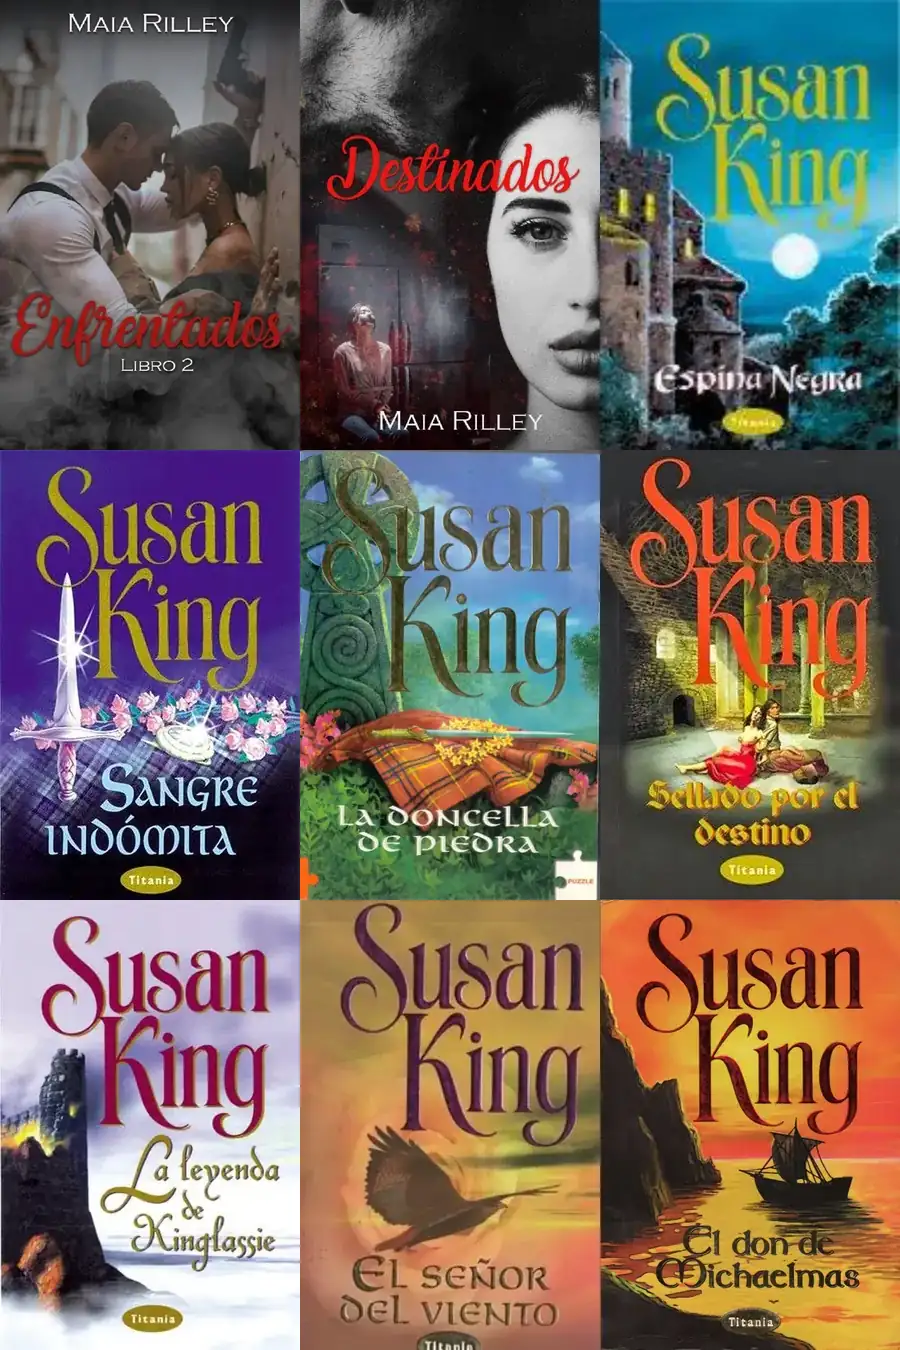 MAIA RILLEY
Enfrentados
LIBRO 2
Destinados
MAIA RILLEY
Susan
King
Espina Negra
Titania
Susan
King
SANGRE
INDÓMITA
Titania
Susan
King
LA DONCELLA
DE PIEDRA
PUZZLE
Susan
King
Sellado por el
destino
Titania
Susan
King
La leyenda
de
Kinglassie
Titania
Susan
King
EL SEÑOR
DEL VIENTO
Titania
Susan
King
El don de
Michaelmas
Titania